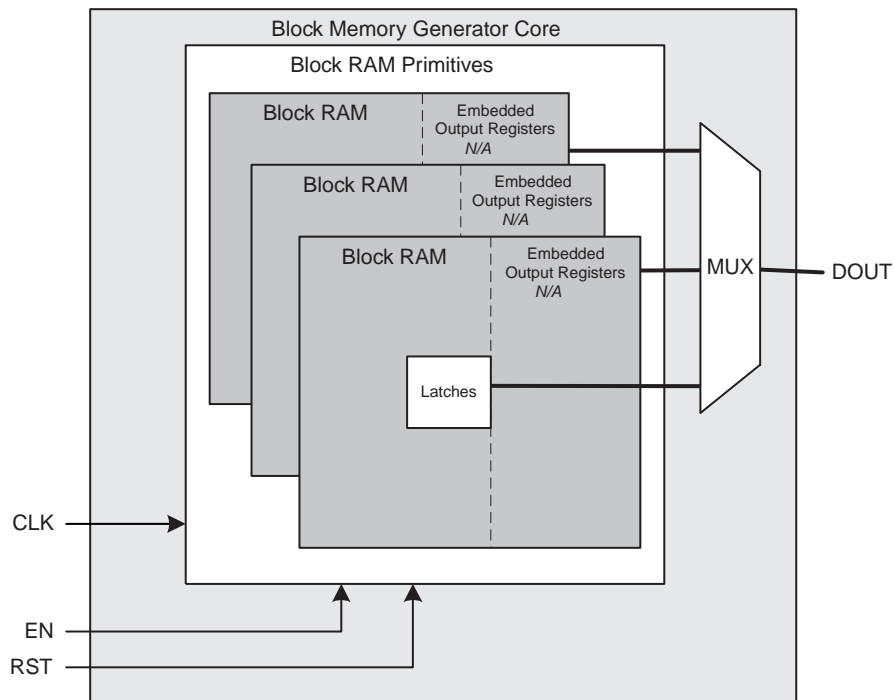 Block Memory Generator Core
Block RAM Primitives
Block RAM
Embedded
Output Registers
N/A
Block RAM
Embedded
Output Registers
N/A
Block RAM
Embedded
Output Registers
N/A
MUX
DOUT
Latches
CLK
EN
RST